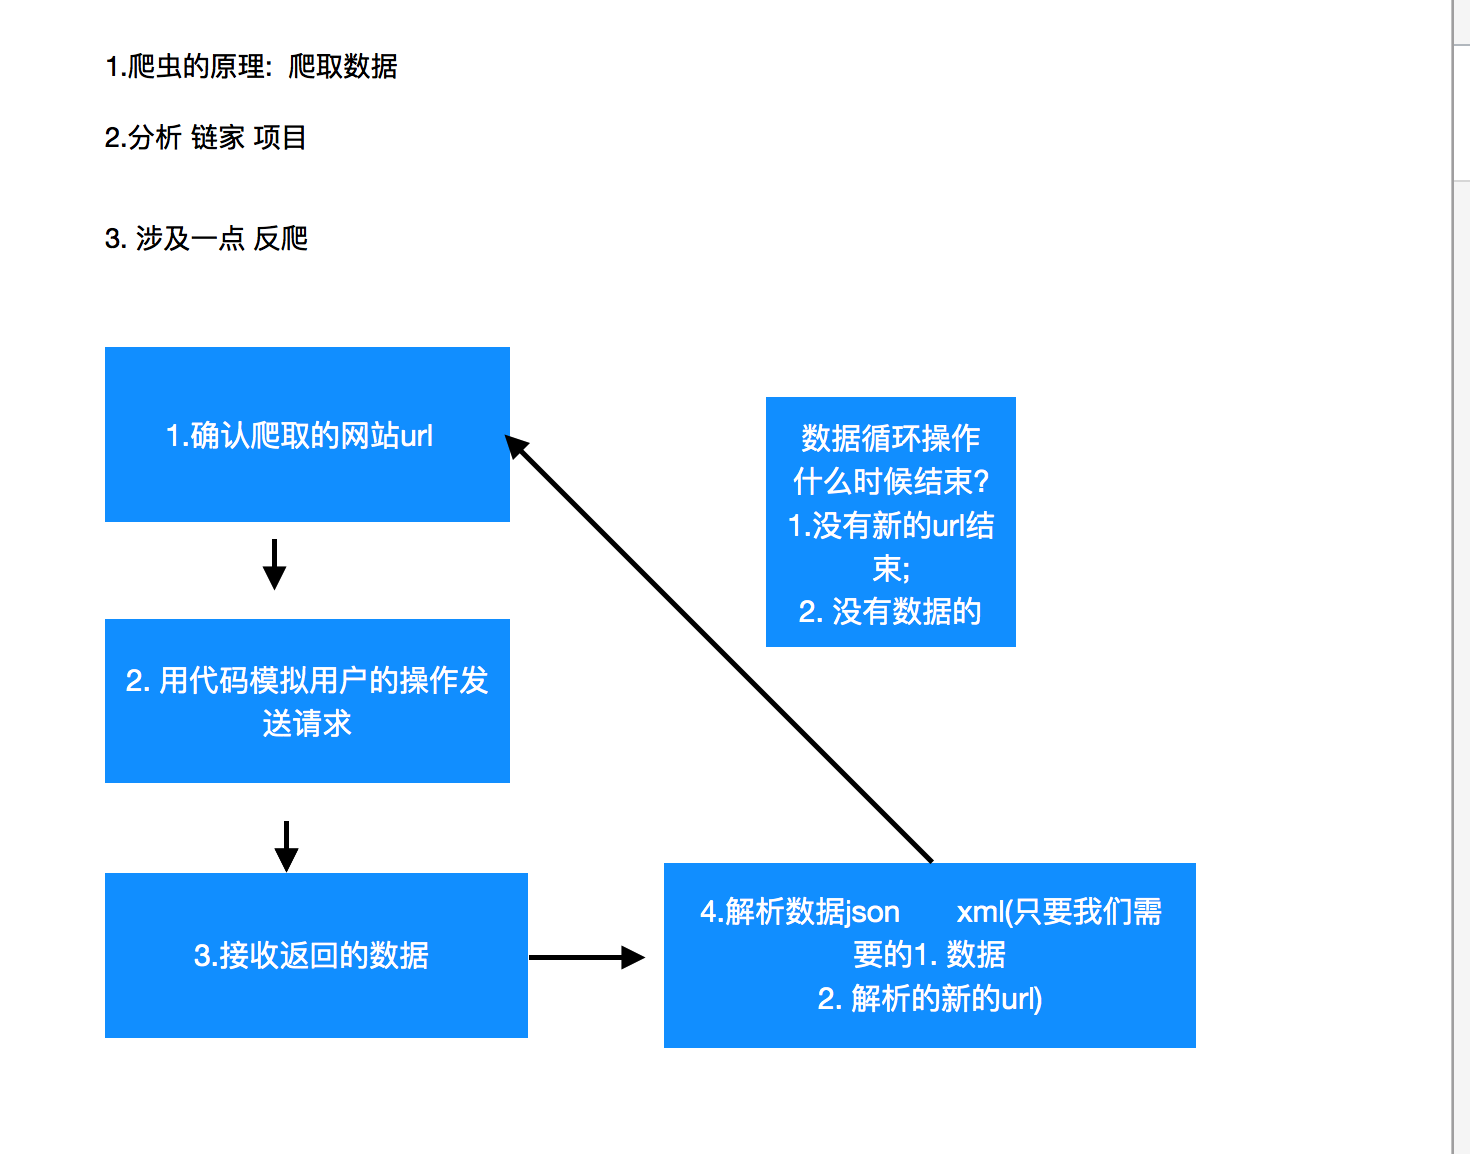 1.爬虫的原理:  爬取数据
2.分析 链家 项目
3. 涉及一点 反爬
1.确认爬取的网站url
数据循环操作
什么时候结束?
1.没有新的url结
束;
2. 没有数据的
2. 用代码模拟用户的操作发
送请求
3.接收返回的数据
4.解析数据json       xml(只要我们需
要的1. 数据
2. 解析的新的url)